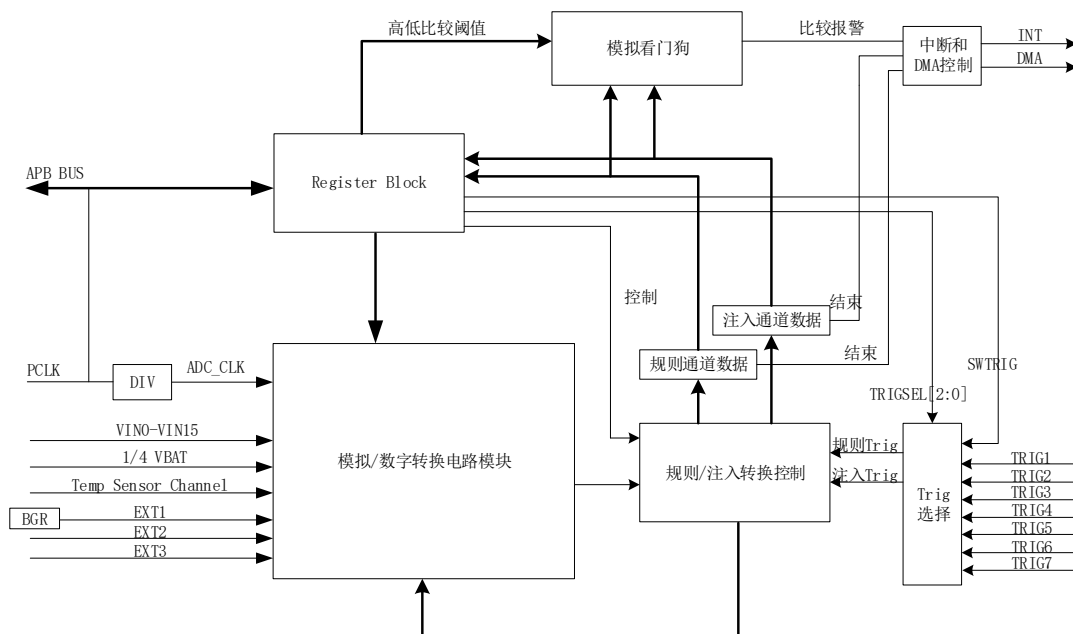 高低比较阈值
模拟看门狗
比较报警
中断和
DMA控制
INT
DMA
APB BUS
Register Block
控制
注入通道数据
结束
规则通道数据
结束
SWTRIG
TRIGSEL[2:0]
PCLK
DIV
ADC_CLK
VIN0-VIN15
1/4 VBAT
Temp Sensor Channel
BGR
EXT1
EXT2
EXT3
模拟/数字转换电路模块
规则/注入转换控制
规则Trig
注入Trig
Trig
选择
TRIG1
TRIG2
TRIG3
TRIG4
TRIG5
TRIG6
TRIG7